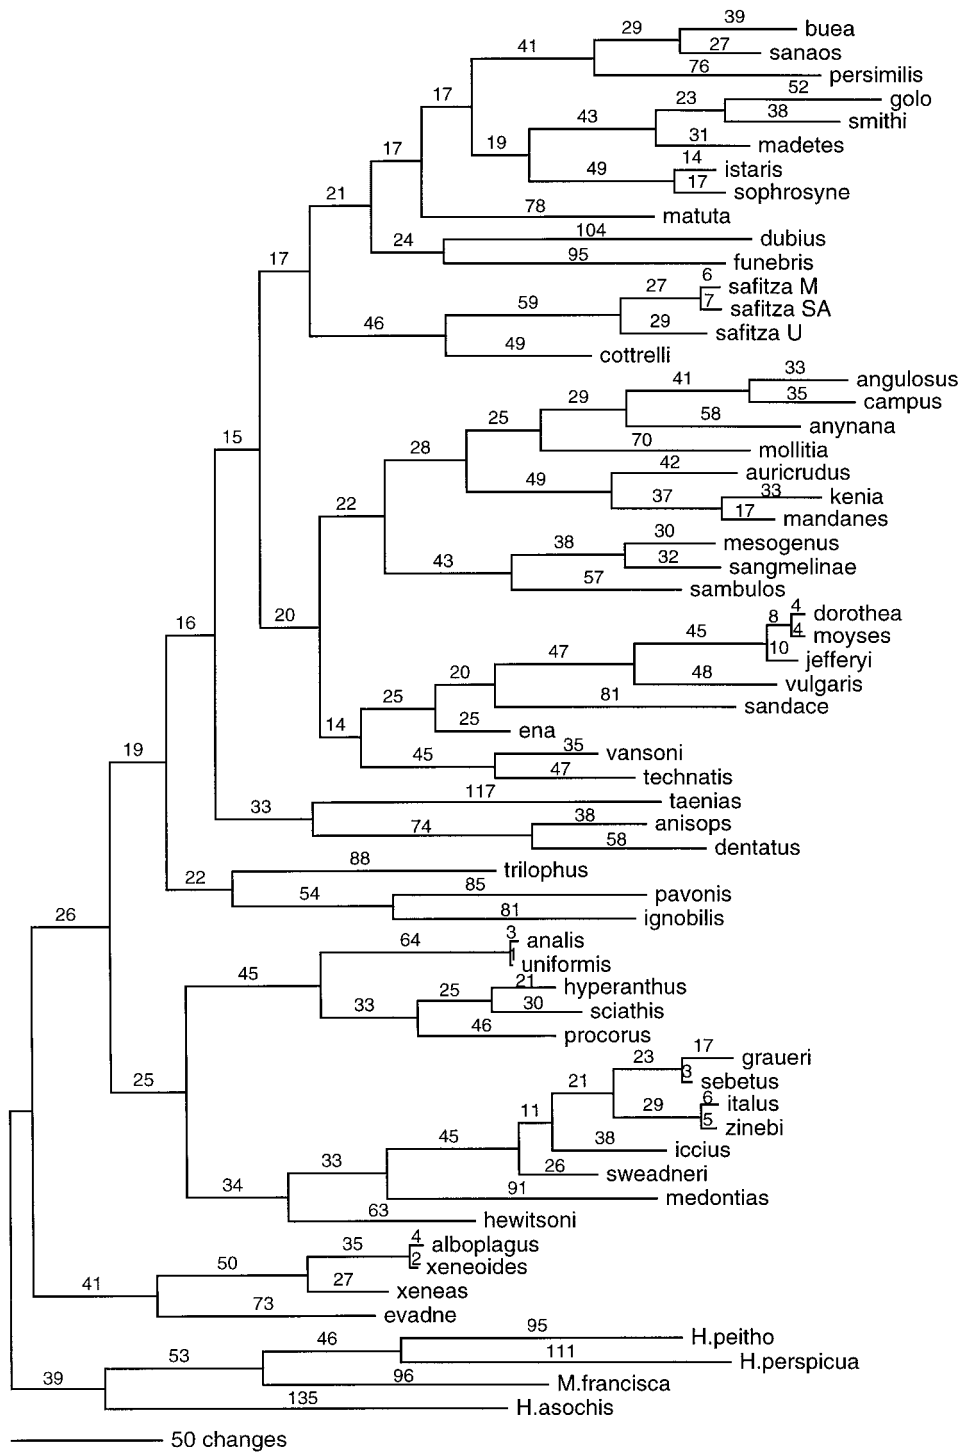 39
29
buea
27
41
sanaos
76
persimilis
52
17
23
golo
38
43
smithi
19
31
madetes
17
14
istaris
49
17
21
sophrosyne
78
matuta
104
24
dubius
95
17
funebris
6
27
safitza M
59
7
safitza SA
46
29
safitza U
49
cottrelli
33
41
angulosus
35
29
campus
25
58
anynana
15
70
28
mollitia
42
auricrudus
49
37
33
kenia
22
17
mandanes
30
38
mesogenus
43
32
sangmelinae
57
sambulos
4
20
8
dorothea
16
45
4
moyses
47
10
jefferyi
20
48
vulgaris
25
81
sandace
14
25
ena
19
45
35
vansoni
47
technatis
117
33
taenias
38
74
anisops
58
dentatus
88
22
trilophus
54
85
pavonis
26
81
ignobilis
3
64
analis
1
uniformis
45
21
25
hyperanthus
33
30
sciathis
46
procorus
17
23
graueri
25
21
3
sebetus
29
6
italus
11
5
zinebi
45
38
iccius
33
26
sweadneri
34
91
medontias
63
hewitsoni
4
35
alboplagus
50
2
xeneoides
41
27
xeneas
73
evadne
95
46
H.peitho
53
111
H.perspicua
39
96
M.francisca
135
H.asochis
50 changes